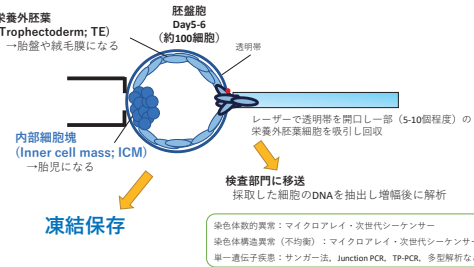 栄養外胚葉
(Trophectoderm; TE)
→胎盤や絨毛膜になる
胚盤胞
Day5-6
(約100細胞)
透明帯
レーザーで透明帯を開口し一部（5-10個程度）の
栄養外胚葉細胞を吸引し回収
内部細胞塊
(Inner cell mass; ICM)
→胎児になる
検査部門に移送
採取した細胞のDNAを抽出し増幅後に解析
凍結保存
染色体数的異常：マイクロアレイ・次世代シーケンサー
染色体構造異常（不均衡）：マイクロアレイ・次世代シーケンサー
単一遺伝子疾患：サンガー法, Junction PCR, TP-PCR, 多型解析な